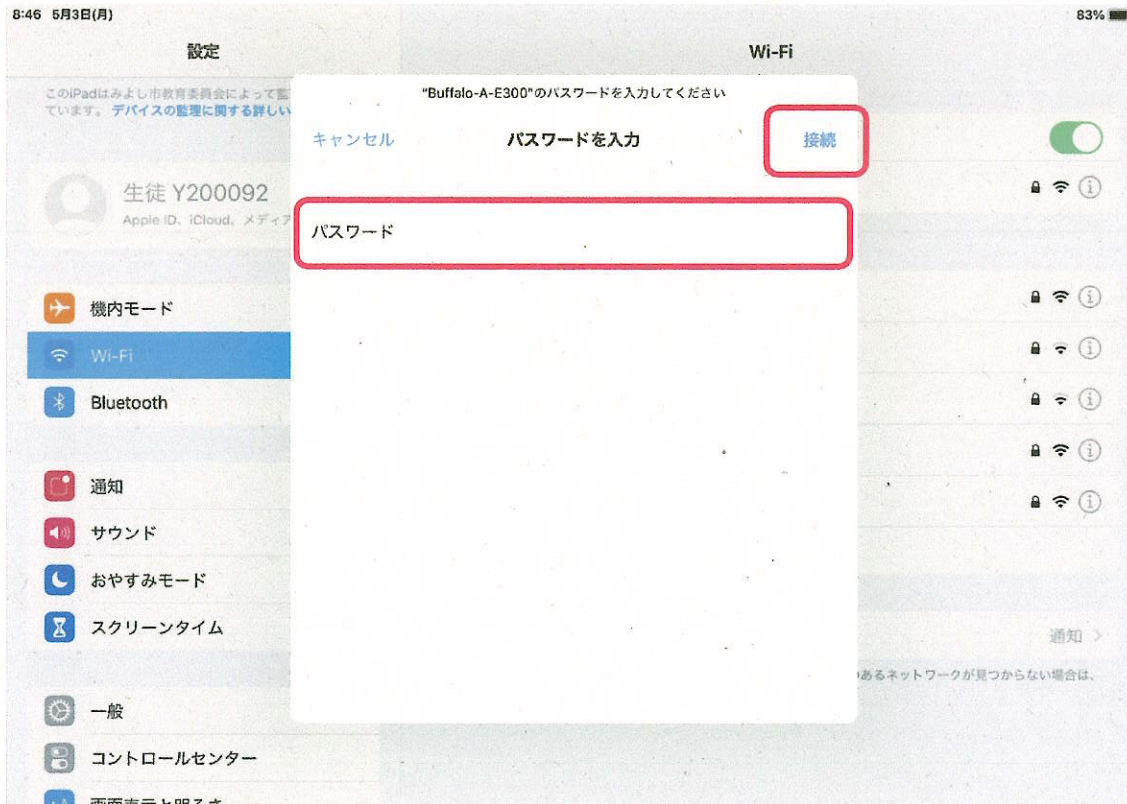 8:46 5月3日(月)
83%
設定
Wi-Fi
このiPadはみよし市教育委員会によって監
ています。 デバイスの監理に関する詳しい
"Buffalo-A-E300"のパスワードを入力してください
キャンセル
パスワードを入力
接続
生徒 Y200092
Apple ID、iCloud、メディア
パスワード
機内モード
Wi-Fi
Bluetooth
通知
サウンド
おやすみモード
スクリーンタイム
通知
あるネットワークが見つからない場合は、
一般
コントロールセンター
画面表示と明るさ